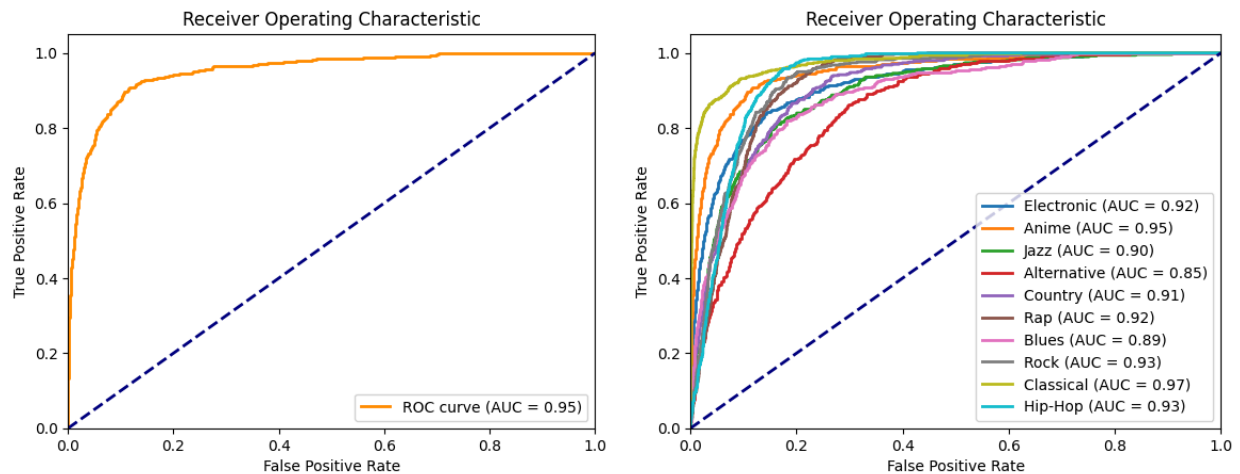 Receiver Operating Characteristic
1.0
0.8
0.6
0.4
0.2
0.0
True Positive Rate
0.0
0.2
0.4
0.6
0.8
1.0
False Positive Rate
ROC curve (AUC = 0.95)
Receiver Operating Characteristic
1.0
0.8
0.6
0.4
0.2
0.0
True Positive Rate
0.0
0.2
0.4
0.6
0.8
1.0
False Positive Rate
Electronic (AUC = 0.92)
Anime (AUC = 0.95)
Jazz (AUC = 0.90)
Alternative (AUC = 0.85)
Country (AUC = 0.91)
Rap (AUC = 0.92)
Blues (AUC = 0.89)
Rock (AUC = 0.93)
Classical (AUC = 0.97)
Hip-Hop (AUC = 0.93)